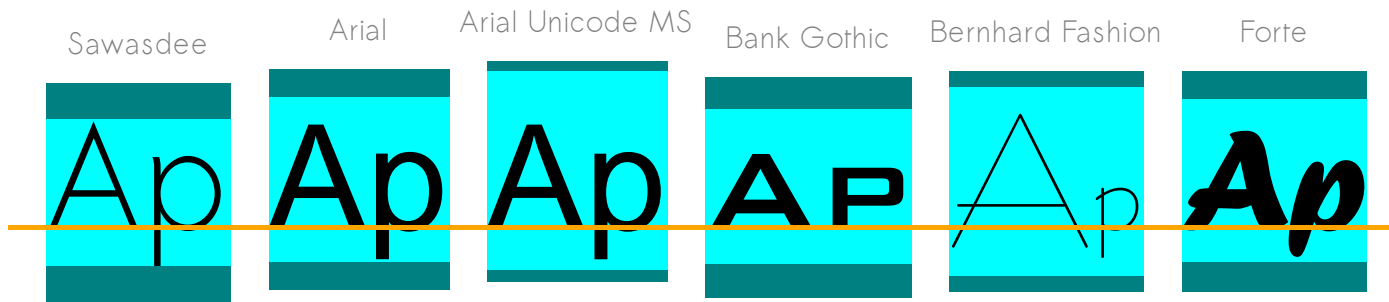 Sawasdee
Ap
Arial
Ap
Arial Unicode MS
Ap
Bank Gothic
Ap
Bernhard Fashion
Ap
Forte
Ap